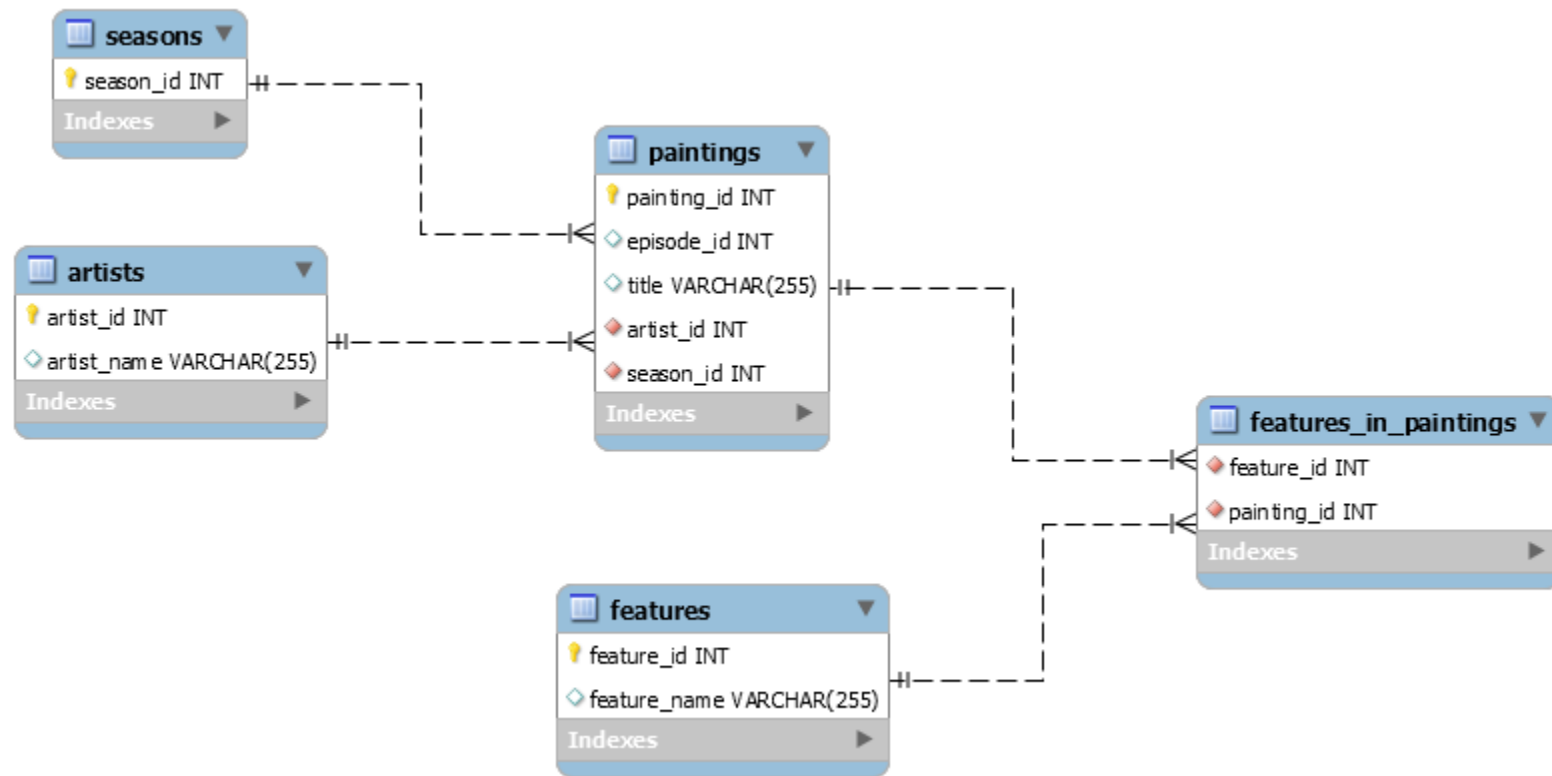 seasons
season_id INT
Indexes
artists
artist_id INT
artist_name VARCHAR(255)
Indexes
paintings
painting_id INT
episode_id INT
title VARCHAR(255)
artist_id INT
season_id INT
Indexes
features
feature_id INT
feature_name VARCHAR(255)
Indexes
features_in_paintings
feature_id INT
painting_id INT
Indexes